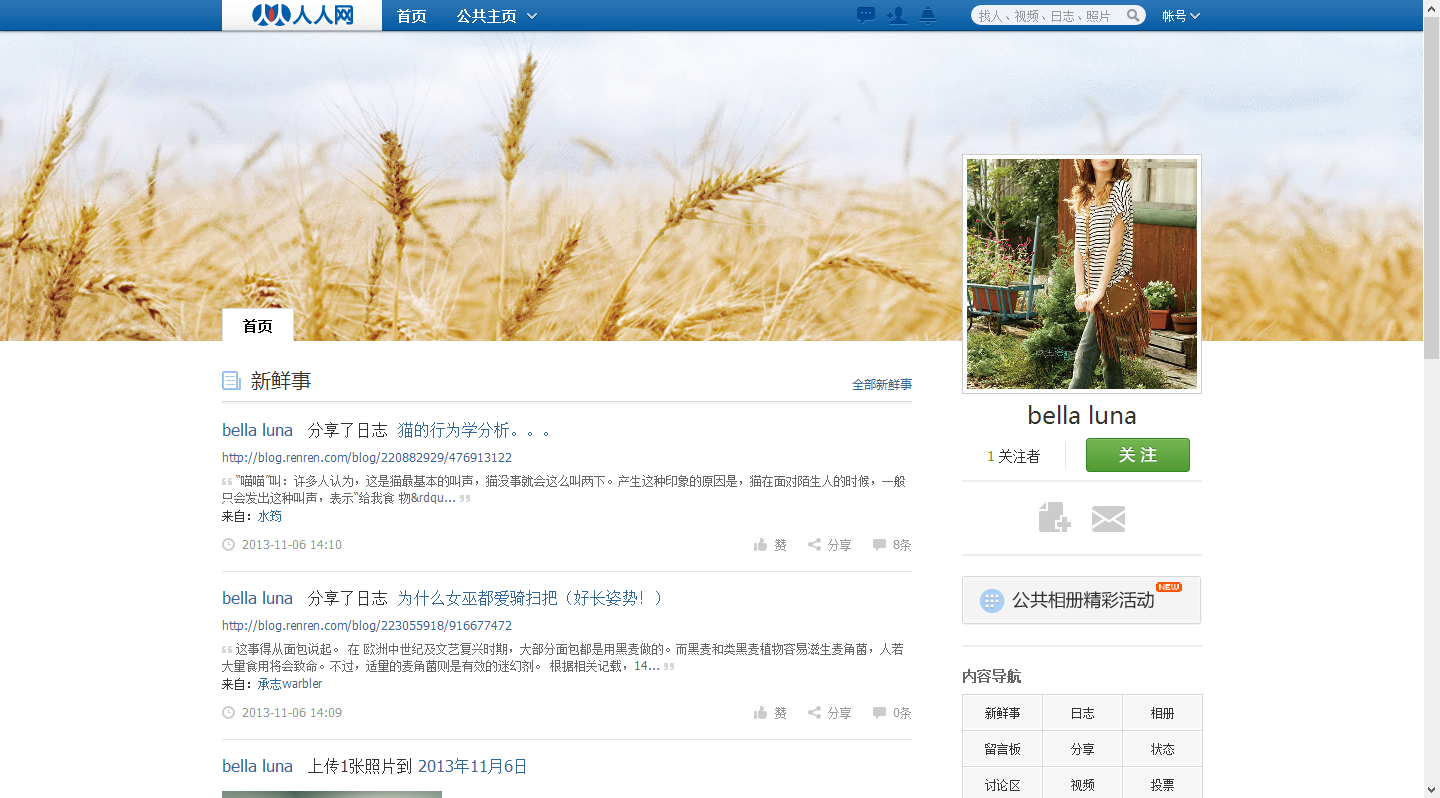 人人网 首页 公共主页 找人、视频、日志、照片 帐号
首页
新鲜事 全部新鲜事
bella luna 分享了日志 猫的行为学分析。。。
http://blog.renren.com/blog/220882929/476913122
“喵喵”叫：许多人认为，这是猫最基本的叫声，猫没事就会这么叫两下。产生这种印象的原因是，猫在面对陌生人的时候，一般
只会发出这种叫声，表示“给我食 物&rdqu...
来自：水筠
2013-11-06 14:10 赞 分享 8条
bella luna 分享了日志 为什么女巫都爱骑扫把（好长姿势！）
http://blog.renren.com/blog/223055918/916677472
这事得从面包说起。 在 欧洲中世纪及文艺复兴时期，大部分面包都是用黑麦做的。而黑麦和类黑麦植物容易滋生麦角菌，人若
大量食用将会致命。不过，适量的麦角菌则是有效的迷幻剂。 根据相关记载，14...
来自：承志warbler
2013-11-06 14:09 赞 分享 0条
bella luna 上传1张照片到 2013年11月6日
bella luna
1 关注者 关注
公共相册精彩活动 NEW
内容导航
新鲜事 日志 相册
留言板 分享 状态
讨论区 视频 投票